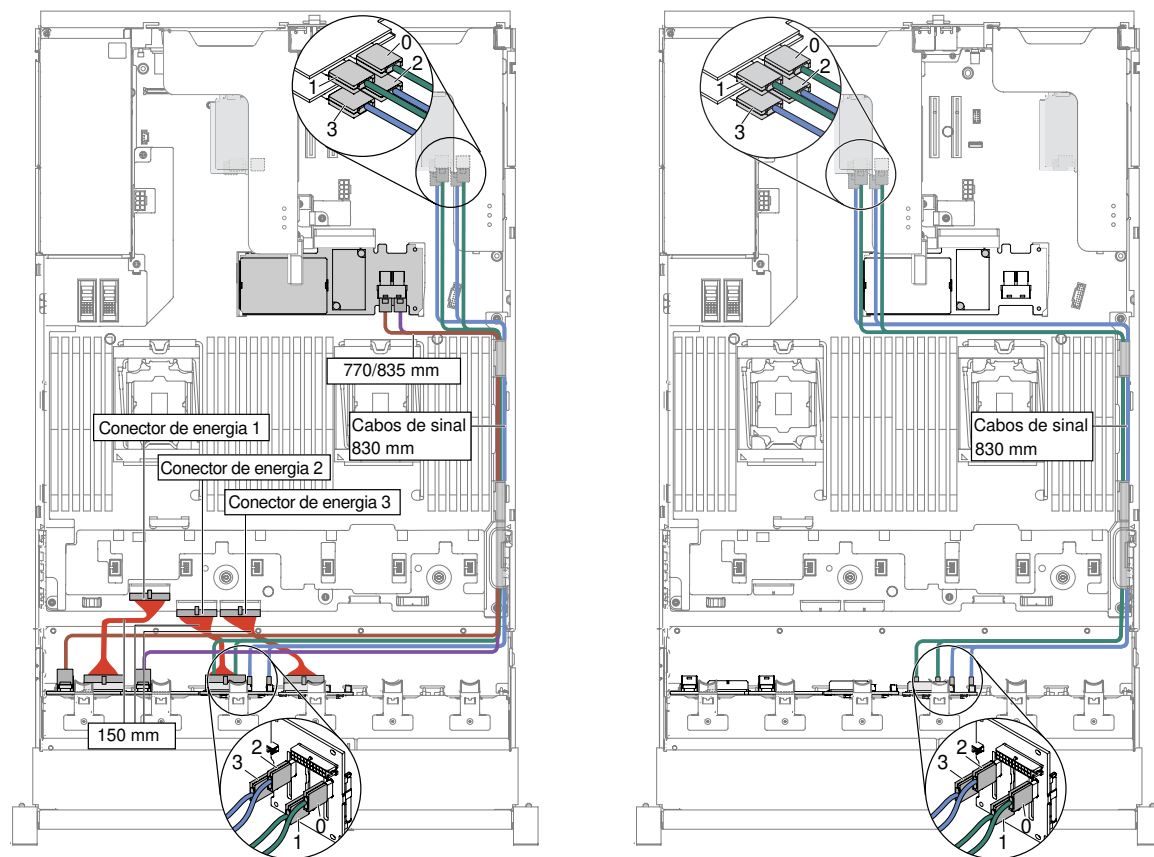 0
2
1
3
770/835 mm
Conector de energia 1
Cabos de sinal
830 mm
Conector de energia 2
Conector de energia 3
150 mm
2
3
0
1
0
2
1
3
Cabos de sinal
830 mm
2
3
0
1